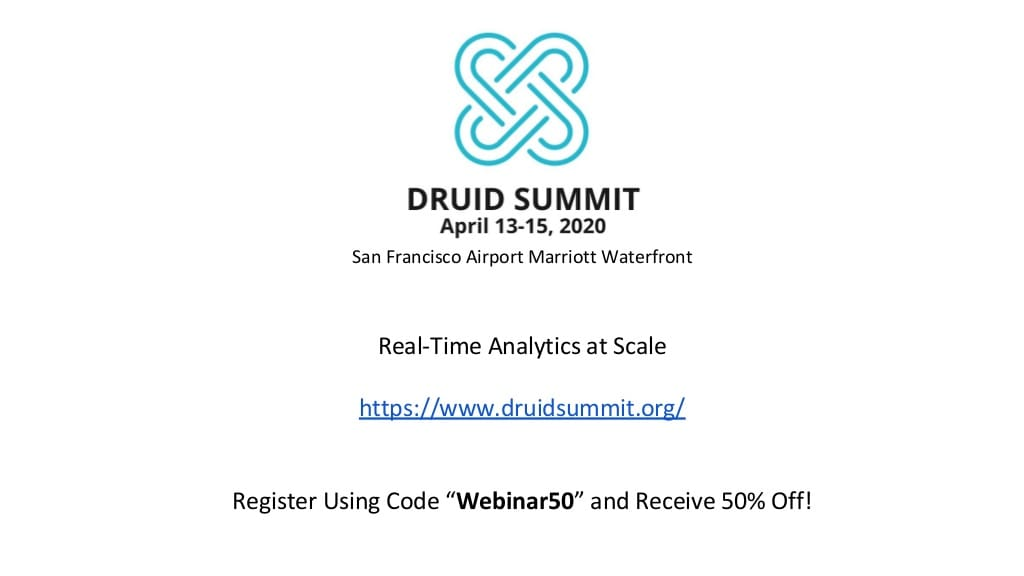 DRUID SUMMIT
April 13-15, 2020
San Francisco Airport Marriott Waterfront
Real-Time Analytics at Scale
https://www.druidsummit.org/
Register Using Code “Webinar50” and Receive 50% Off!